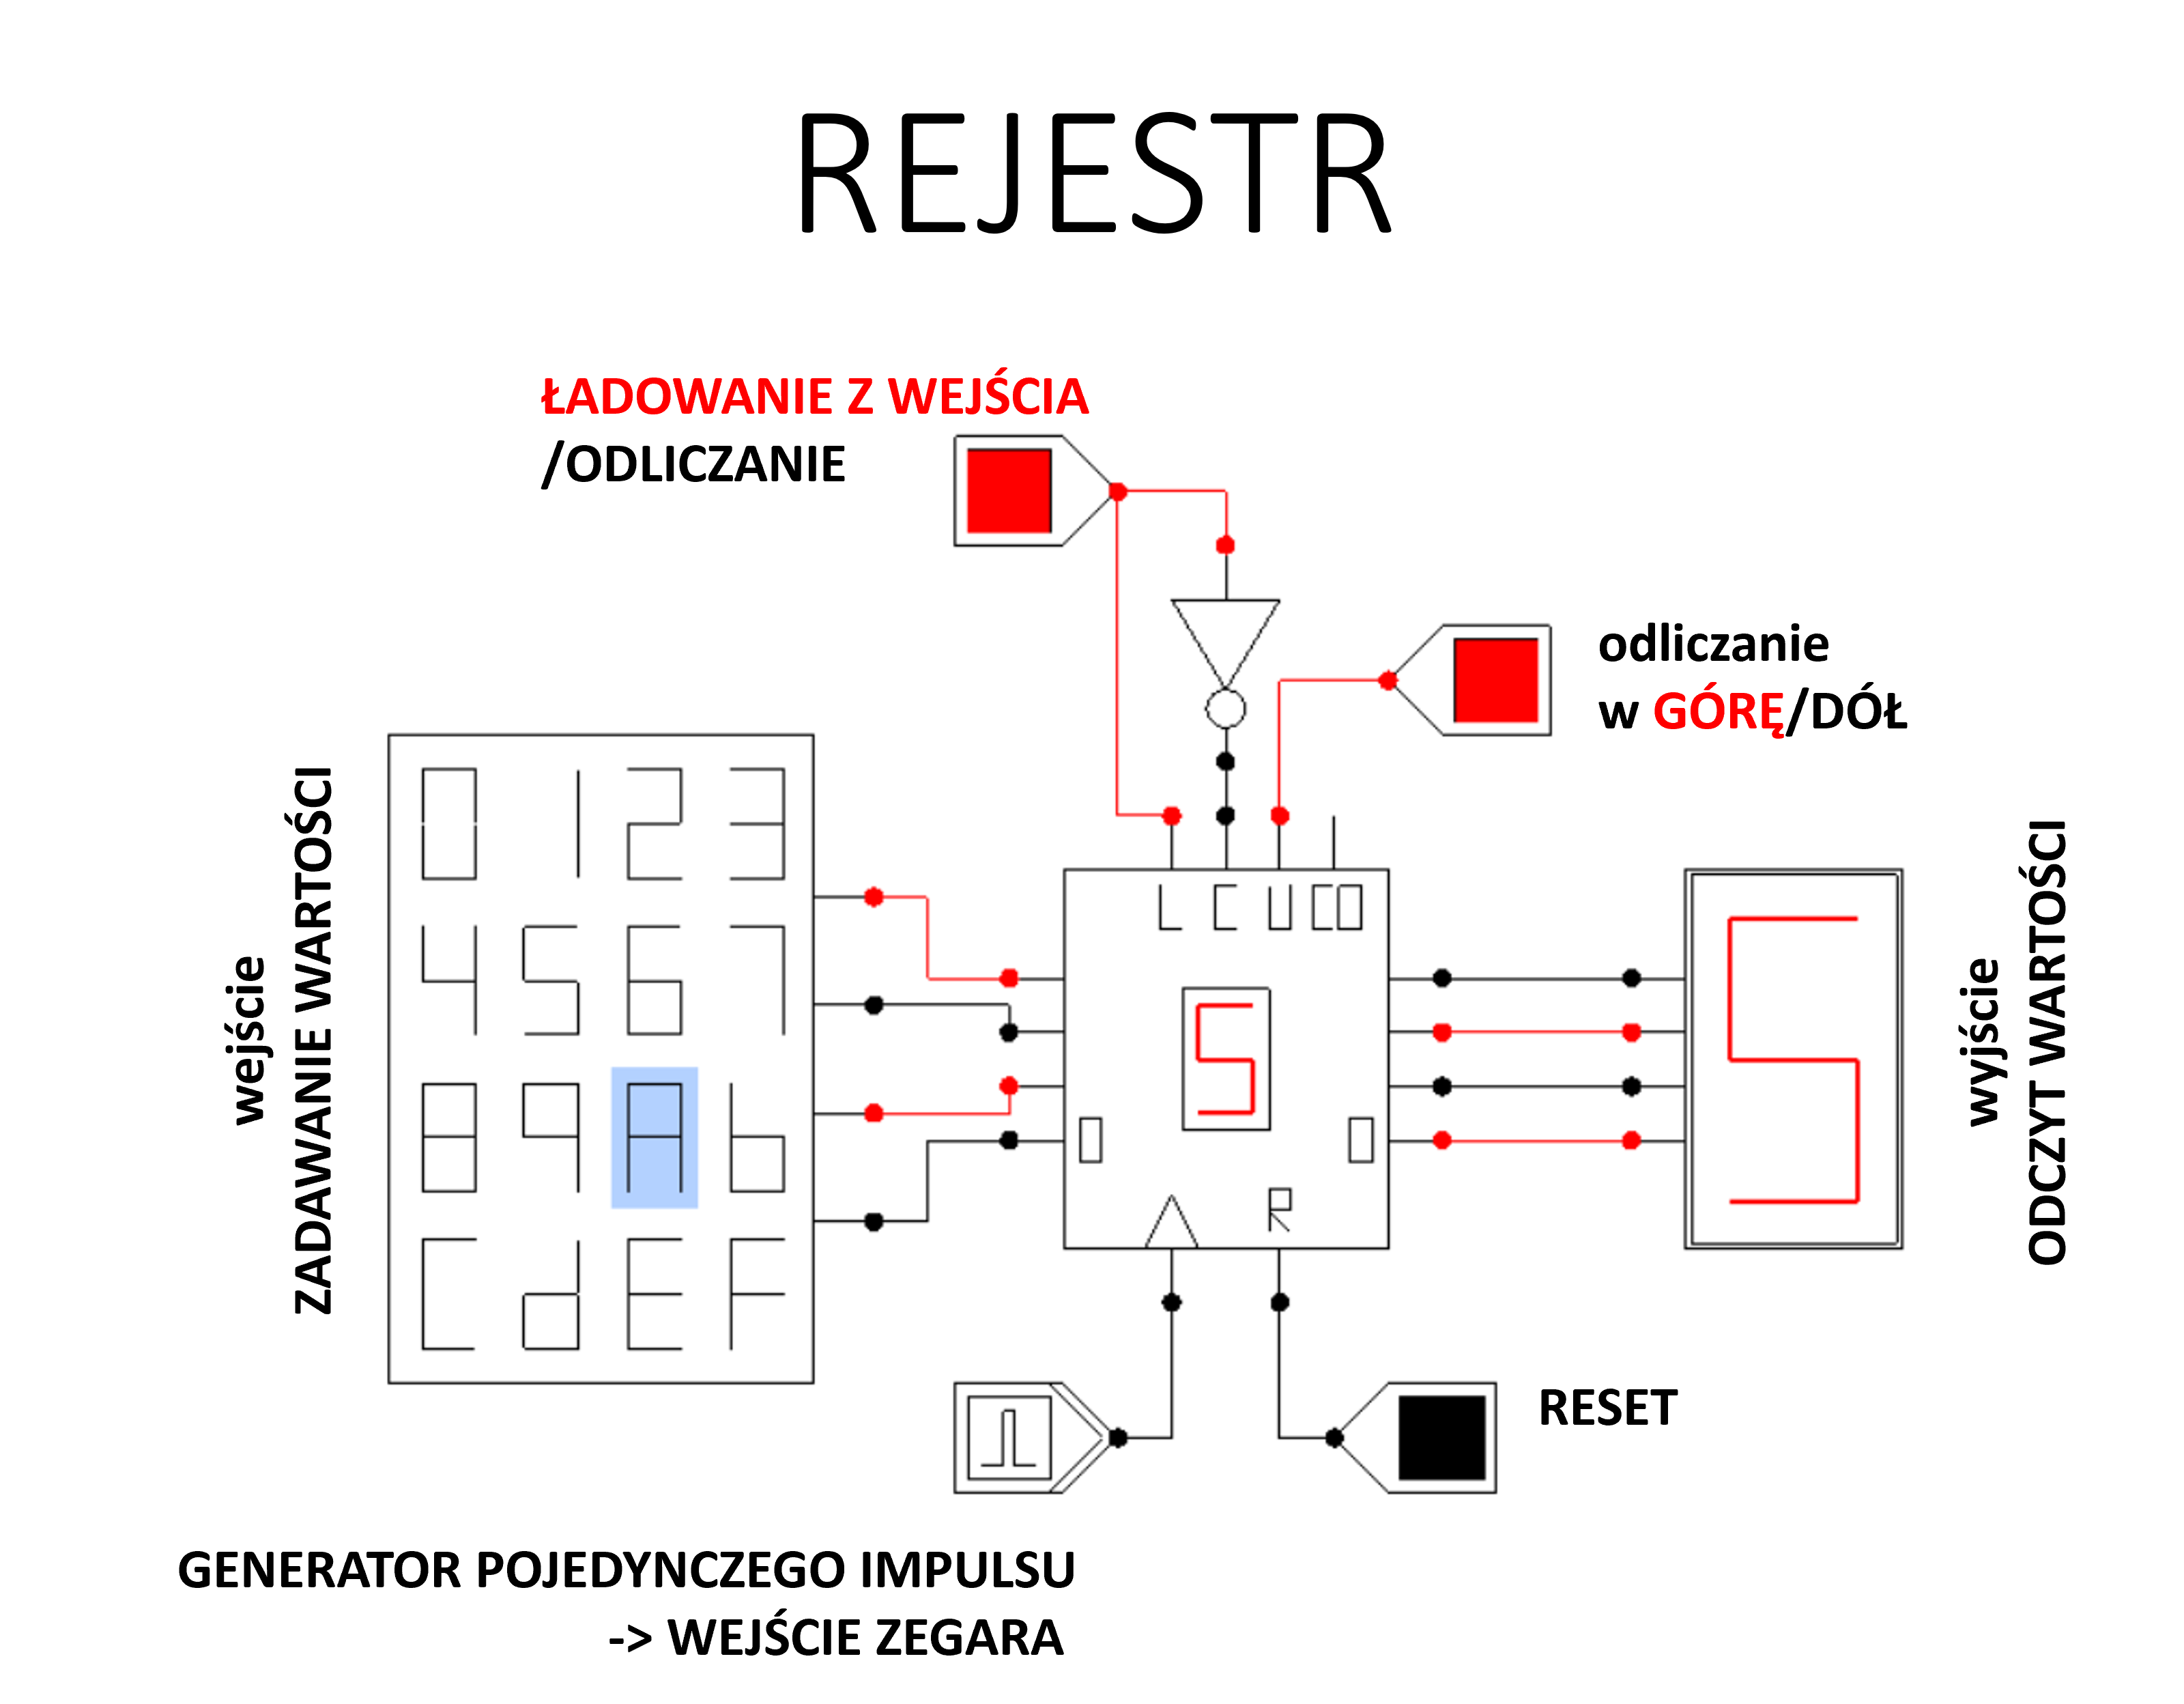 REJESTR
ŁADOWANIE Z WEJŚCIA
/ODLICZANIE
odliczanie
w GÓRĘ/DÓŁ
wejście
ZADAWANIE WARTOŚCI
0 1 2 3
4 5 6 7
8 9 A b
C d E F
L C U CO
5
0 0
R
5
wyjście
ODCZYT WARTOŚCI
RESET
GENERATOR POJEDYNCZEGO IMPULSU
-> WEJŚCIE ZEGARA